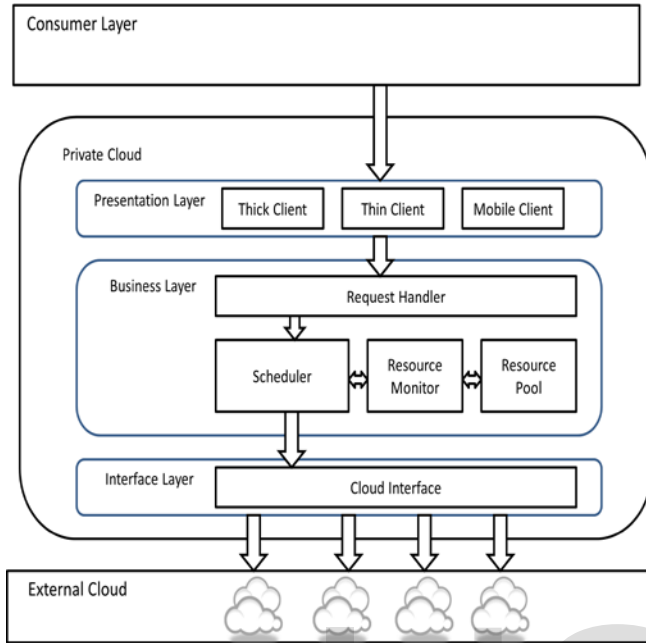 Consumer Layer
Private Cloud
Presentation Layer
Thick Client
Thin Client
Mobile Client
Business Layer
Request Handler
Scheduler
Resource
Monitor
Resource
Pool
Interface Layer
Cloud Interface
External Cloud